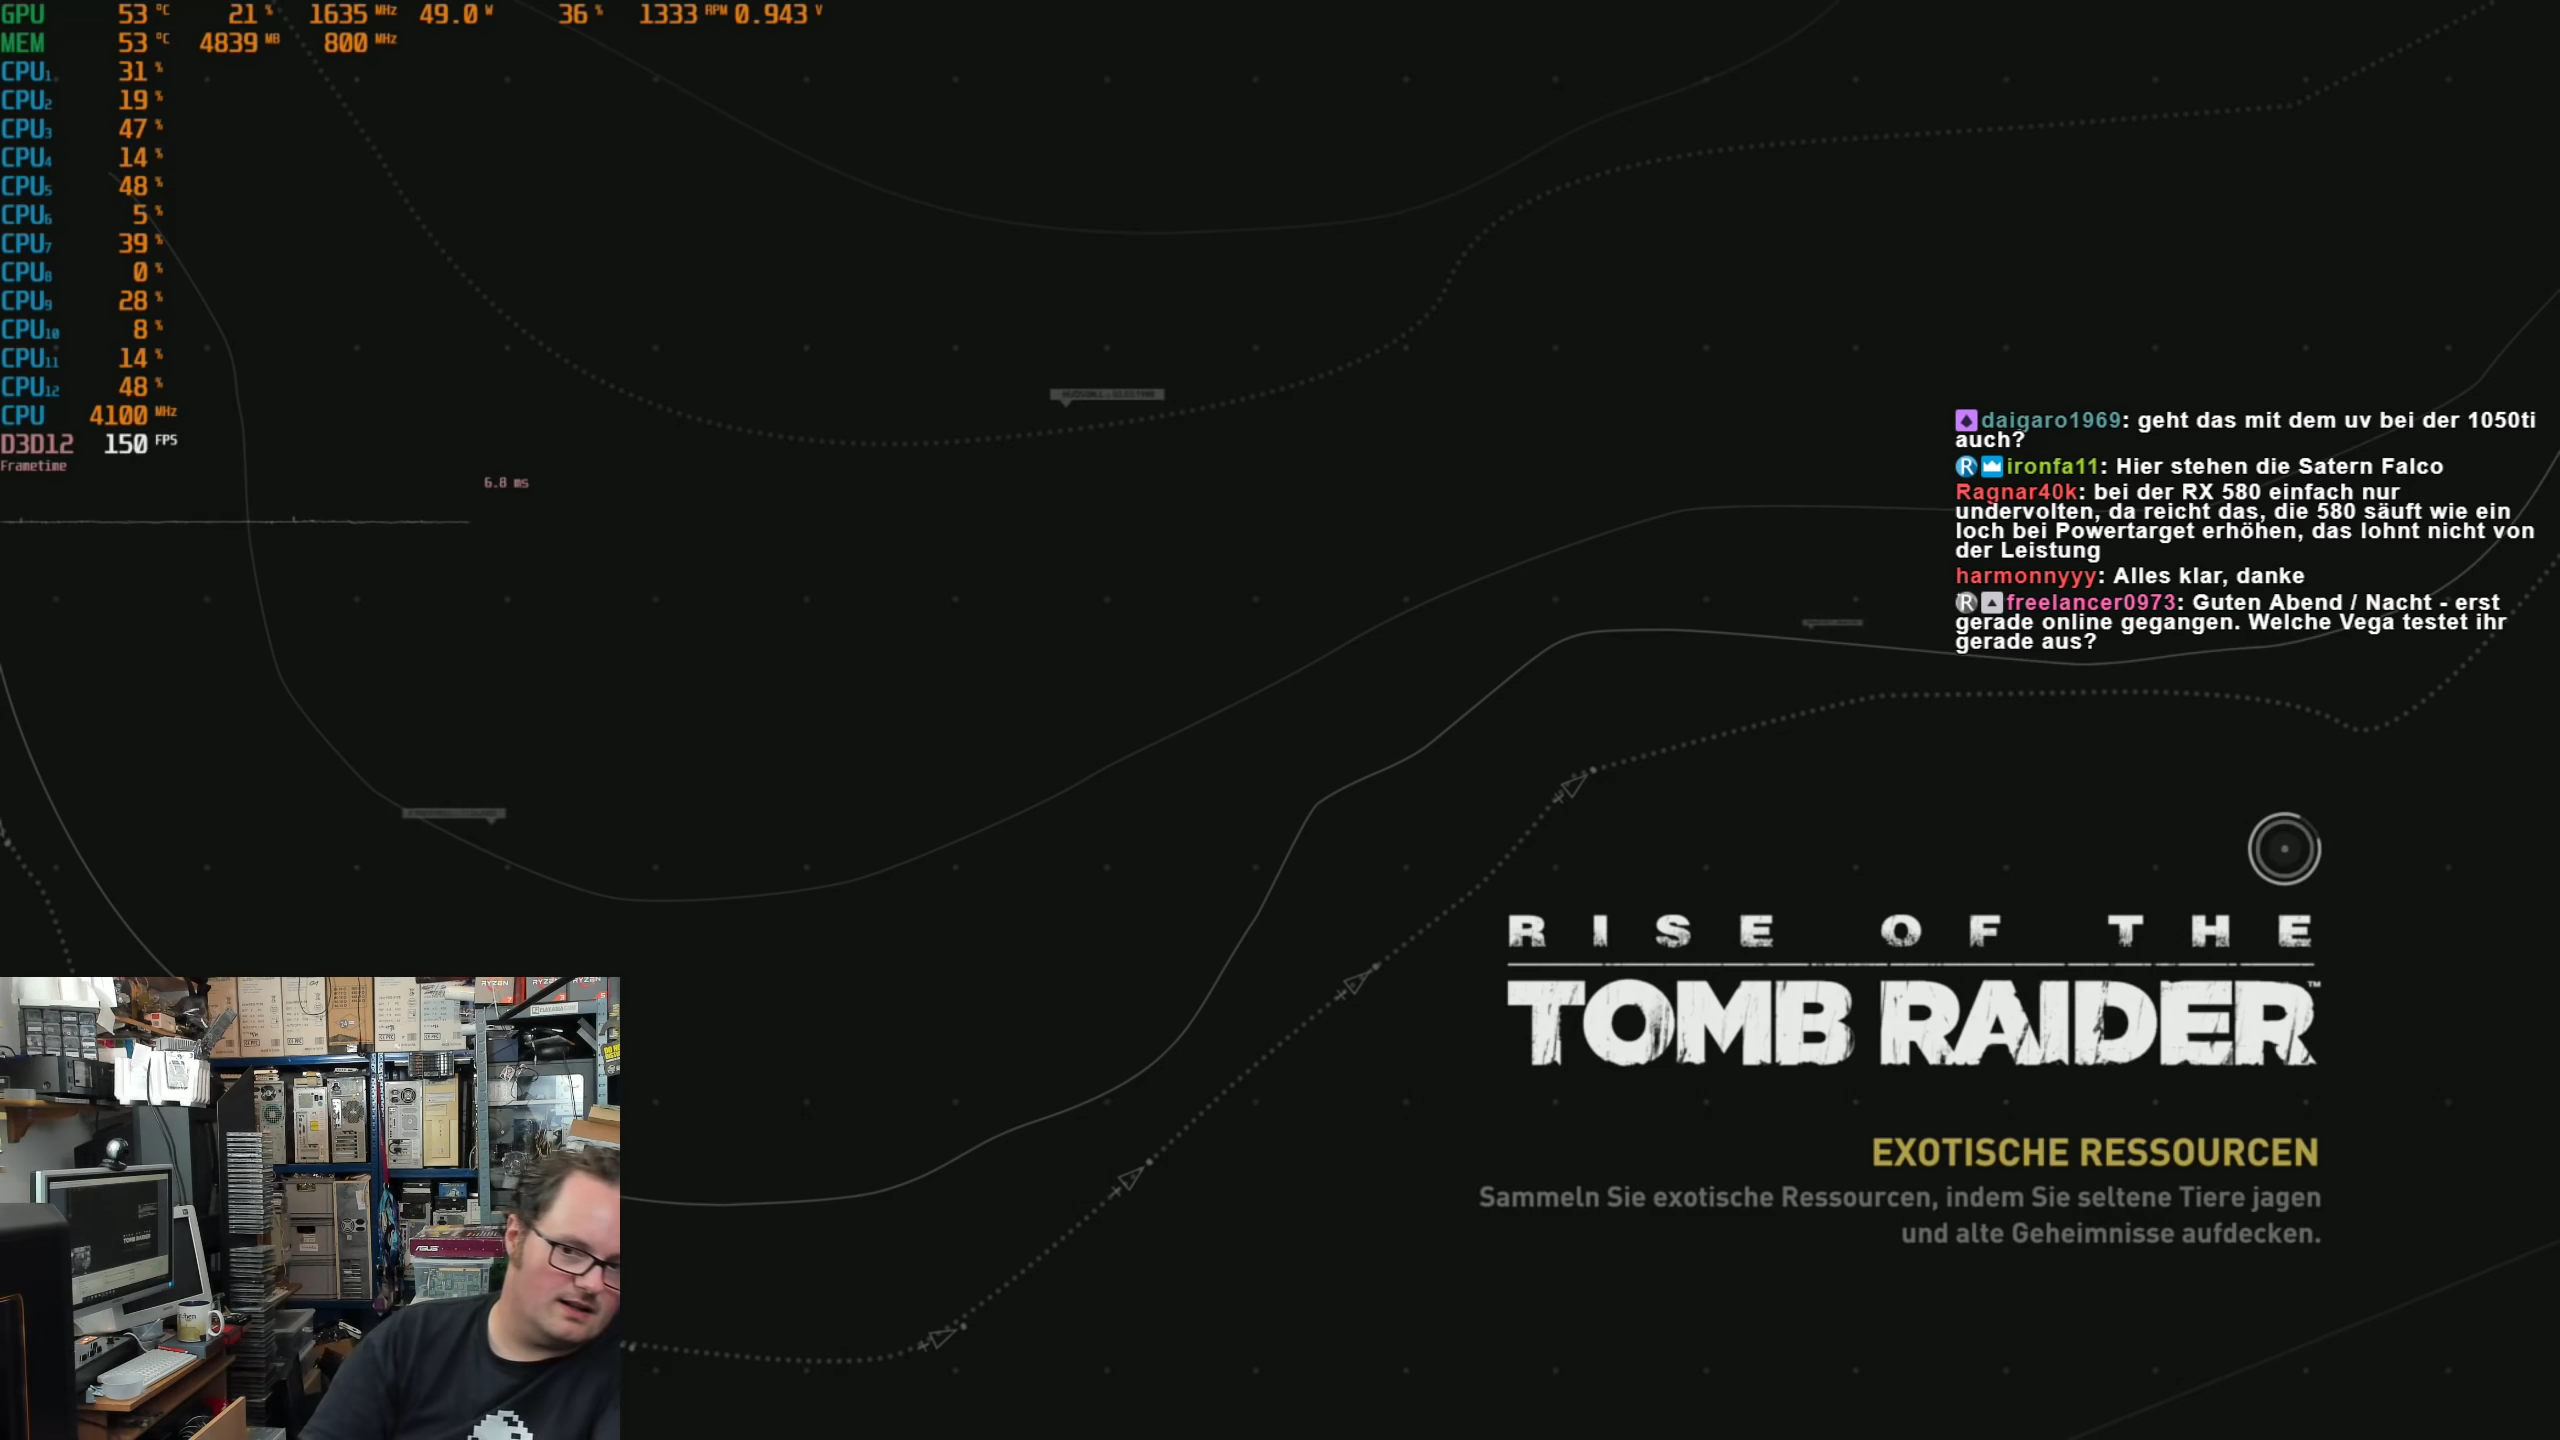 GPU 53 °C 21 % 1635 MHz 49.0 W 36 % 1333 RPM 0.943 V
MEM 53 °C 4839 MB 800 MHz
CPU1 31 %
CPU2 19 %
CPU3 47 %
CPU4 14 %
CPU5 48 %
CPU6 5 %
CPU7 39 %
CPU8 0 %
CPU9 28 %
CPU10 8 %
CPU11 14 %
CPU12 48 %
CPU 4100 MHz
D3D12 150 FPS
Frametime
6.8 ms
daigaro1969: geht das mit dem uv bei der 1050ti
auch?
ironfa11: Hier stehen die Satern Falco
Ragnar40k: bei der RX 580 einfach nur
undervolten, da reicht das, die 580 säuft wie ein
loch bei Powertarget erhöhen, das lohnt nicht von
der Leistung
harmonnyyy: Alles klar, danke
freelancer0973: Guten Abend / Nacht - erst
gerade online gegangen. Welche Vega testet ihr
gerade aus?
RISE OF THE
TOMB RAIDER™
EXOTISCHE RESSOURCEN
Sammeln Sie exotische Ressourcen, indem Sie seltene Tiere jagen
und alte Geheimnisse aufdecken.
RYZEN
ASUS
TOMB RAIDER